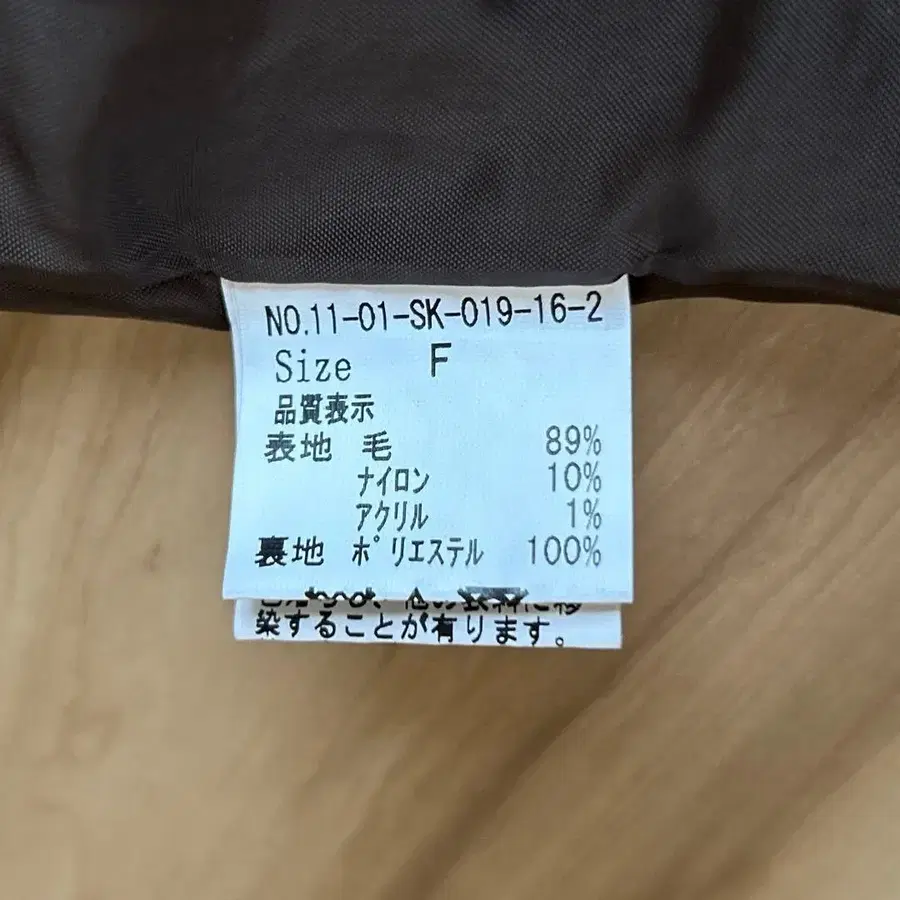 NO.11-01-SK-019-16-2
Size F
品質表示
表地 毛 89%
ナイロン 10%
アクリル 1%
裏地 ポリエステル 100%
染することが有ります。